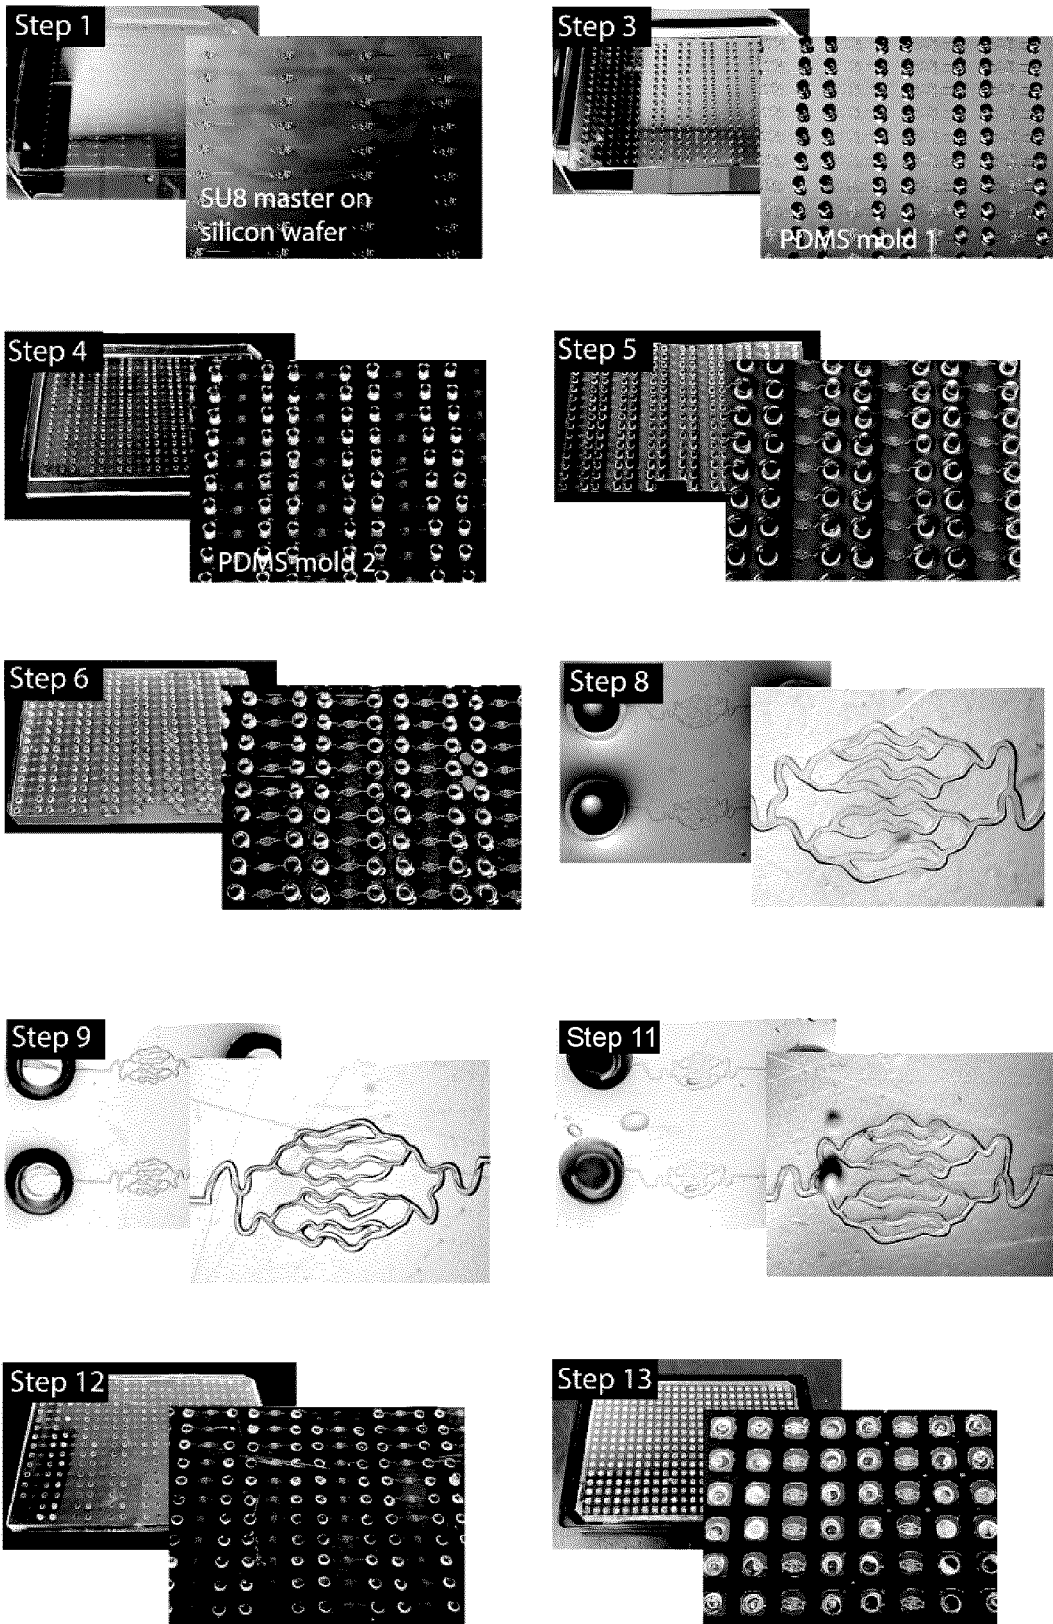 Step 1
SU8 master on
silicon wafer
Step 3
PDMS mold 1
Step 4
PDMS mold 2
Step 5
Step 6
Step 8
Step 9
Step 11
Step 12
Step 13